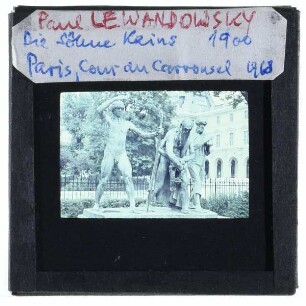 Paul LEWANDOWSKY
Die Söhne Kains 1900
Paris, Cour du Carrousel 1968